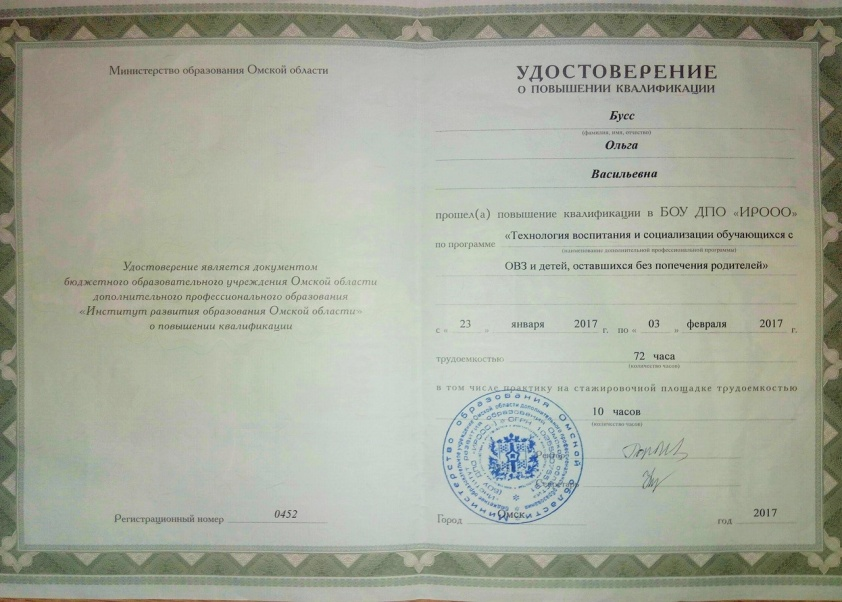 Министерство образования Омской области
Удостоверение является документом
бюджетного образовательного учреждения Омской области
дополнительного профессионального образования
«Институт развития образования Омской области»
о повышении квалификации
Регистрационный номер 0452
УДОСТОВЕРЕНИЕ
О ПОВЫШЕНИИ КВАЛИФИКАЦИИ
Бусс
(фамилия, имя, отчество)
Ольга
Васильевна
прошел(а) повышение квалификации в БОУ ДПО «ИРООО»
по программе «Технология воспитания и социализации обучающихся с
(наименование дополнительной профессиональной программы)
ОВЗ и детей, оставшихся без попечения родителей»
с « 23 » января 2017 г. по « 03 » февраля 2017 г.
трудоемкостью 72 часа
(количество часов)
в том числе практику на стажировочной площадке трудоемкостью
10 часов
(количество часов)
Ректор
Секретарь
Министерство образования Омской области
Город Омск год 2017